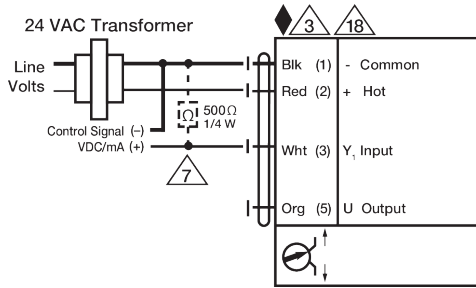 24 VAC Transformer
3
18
Line
Volts
Blk (1) - Common
Red (2) + Hot
Ω
500Ω
1/4 W
Control Signal (–)
VDC/mA (+)
Wht (3) Y1 Input
7
Org (5) U Output